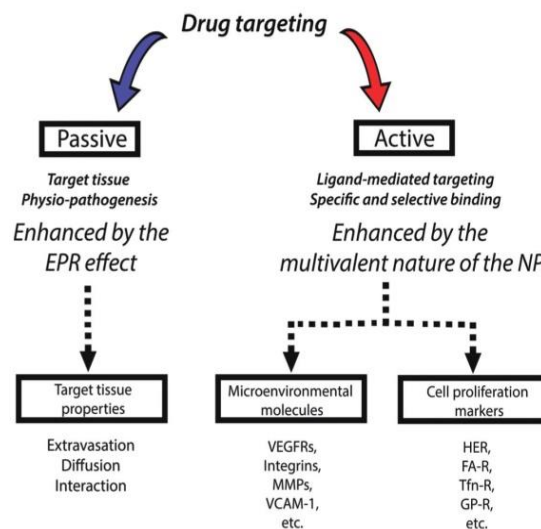 Drug targeting
Passive
Target tissue
Physio-pathogenesis
Enhanced by the
EPR effect
Target tissue
properties
Extravasation
Diffusion
Interaction
Active
Ligand-mediated targeting
Specific and selective binding
Enhanced by the
multivalent nature of the NP
Microenvironmental
molecules
VEGFRs,
Integrins,
MMPs,
VCAM-1,
etc.
Cell proliferation
markers
HER,
FA-R,
Tfn-R,
GP-R,
etc.